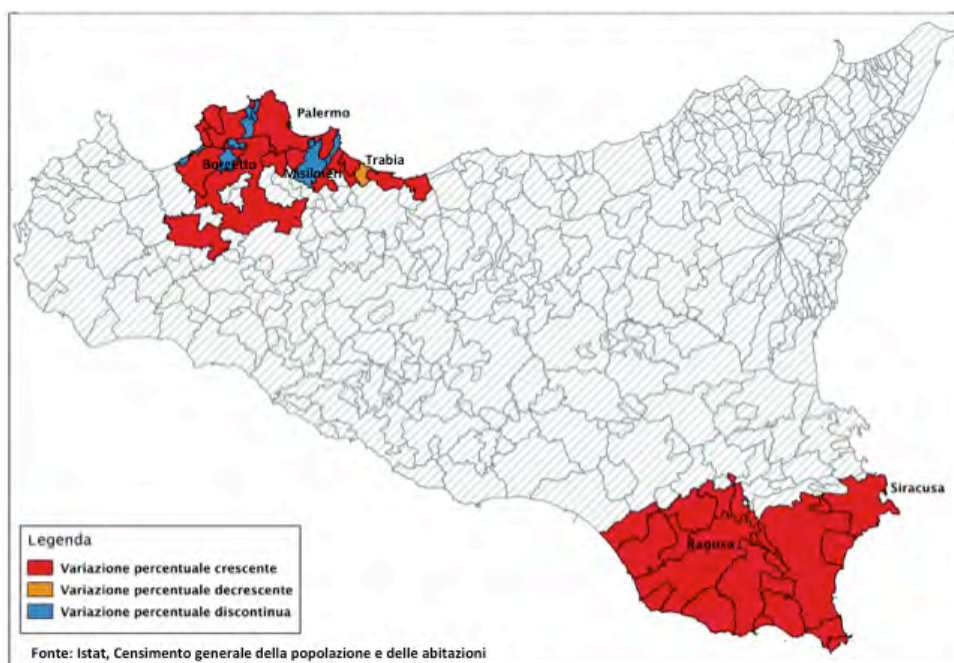 Palermo
Trabia
Borgetto
Misilmeri
Siracusa
Ragusa
Legenda
Variazione percentuale crescente
Variazione percentuale decrescente
Variazione percentuale discontinua
Fonte: Istat, Censimento generale della popolazione e delle abitazioni